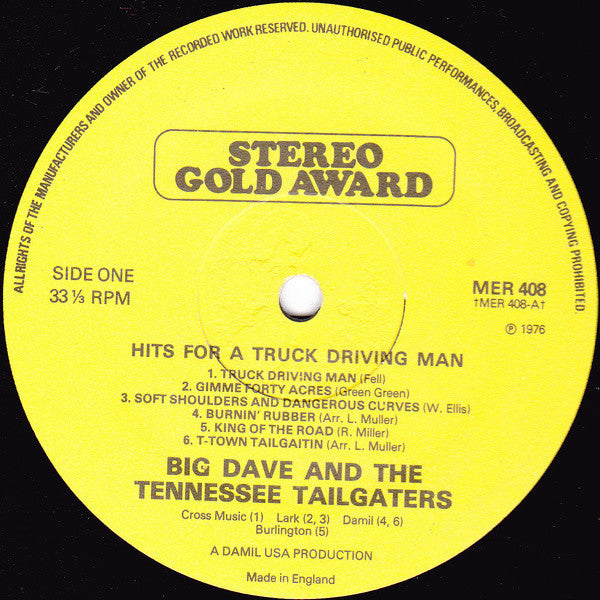 ALL RIGHTS OF THE MANUFACTURERS AND OWNER OF THE RECORDED WORK RESERVED. UNAUTHORISED PUBLIC PERFORMANCES, BROADCASTING AND COPYING PROHIBITED.
STEREO
GOLD AWARD
SIDE ONE
33 ⅓ RPM
MER 408
†MER 408-A†
℗ 1976
HITS FOR A TRUCK DRIVING MAN
1. TRUCK DRIVING MAN (Fell)
2. GIMME FORTY ACRES (Green Green)
3. SOFT SHOULDERS AND DANGEROUS CURVES (W. Ellis)
4. BURNIN' RUBBER (Arr. L. Muller)
5. KING OF THE ROAD (R. Miller)
6. T-TOWN TAILGAITIN (Arr. L. Muller)
BIG DAVE AND THE
TENNESSEE TAILGATERS
Cross Music (1) Lark (2, 3) Damil (4, 6)
Burlington (5)
A DAMIL USA PRODUCTION
Made in England